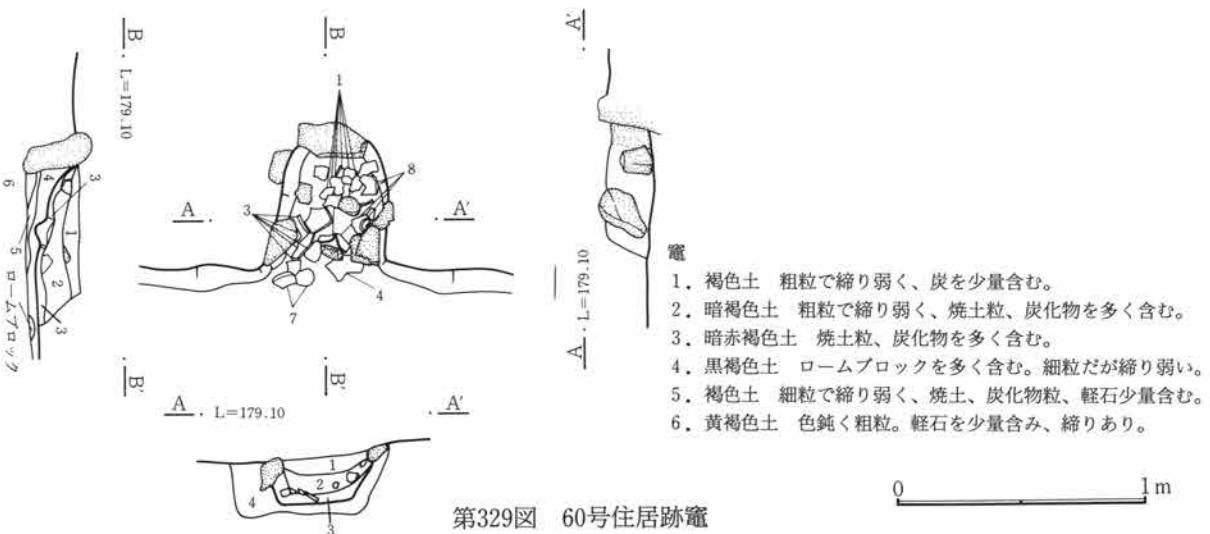 B
B
A'
L=179.10
1
6
4
3
8
A
A'
3
1
5
ロームブロック
2
4
7
3
L=179.10
A
B'
B'
A
L=179.10
A'
1
2
4
3
竈
1. 褐色土 粗粒で締り弱く、炭を少量含む。
2. 暗褐色土 粗粒で締り弱く、焼土粒、炭化物を多く含む。
3. 暗赤褐色土 焼土粒、炭化物を多く含む。
4. 黒褐色土 ロームブロックを多く含む。細粒だが締り弱い。
5. 褐色土 細粒で締り弱く、焼土、炭化物粒、軽石少量含む。
6. 黄褐色土 色鈍く粗粒。軽石を少量含み、締りあり。
0
1m
第329図 60号住居跡竈